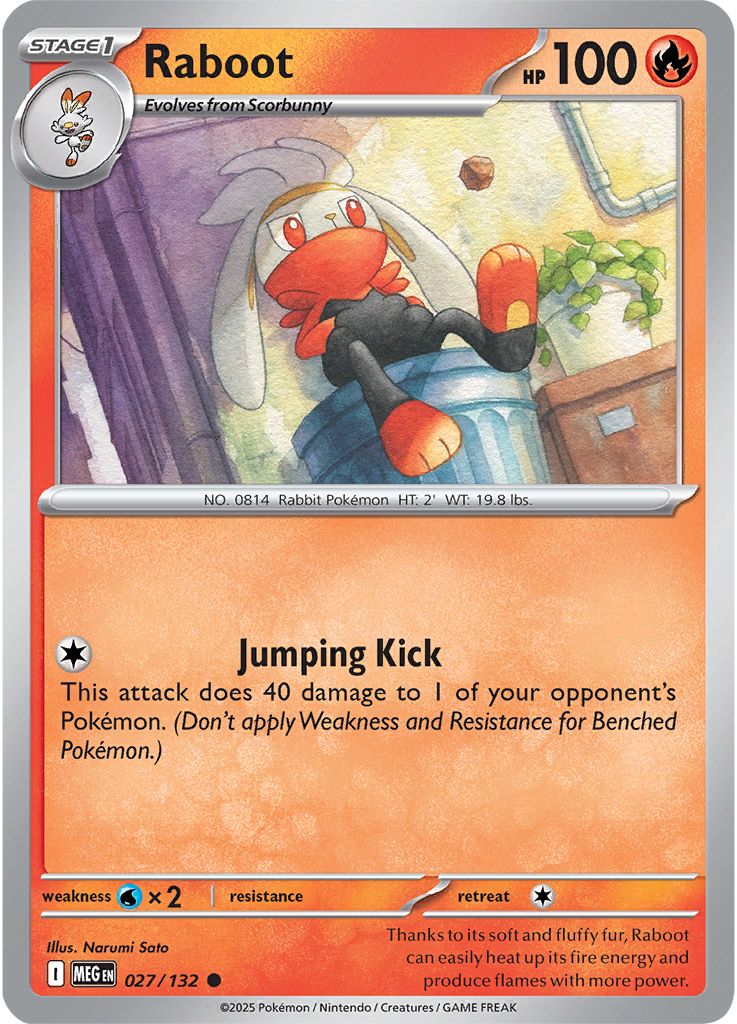 STAGE 1
Raboot
HP 100
Evolves from Scorbunny
NO. 0814 Rabbit Pokémon HT: 2' WT: 19.8 lbs.
Jumping Kick
This attack does 40 damage to 1 of your opponent's
Pokémon. (Don't apply Weakness and Resistance for Benched
Pokémon.)
weakness ×2 resistance retreat
Illus. Narumi Sato
I MEG EN 027/132
Thanks to its soft and fluffy fur, Raboot
can easily heat up its fire energy and
produce flames with more power.
©2025 Pokémon / Nintendo / Creatures / GAME FREAK